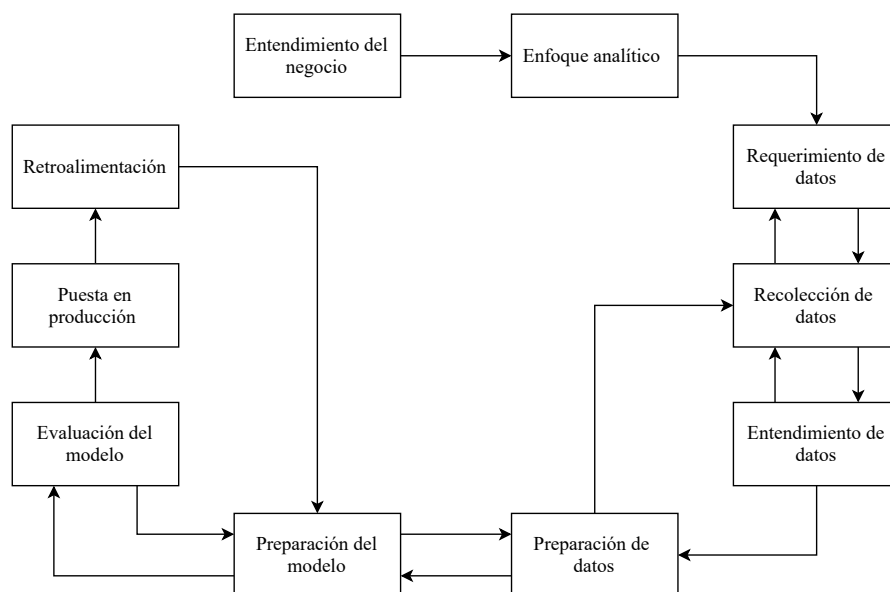 Entendimiento del
negocio
Enfoque analítico
Retroalimentación
Requerimiento de
datos
Puesta en
producción
Recolección de
datos
Evaluación del
modelo
Entendimiento de
datos
Preparación del
modelo
Preparación de
datos